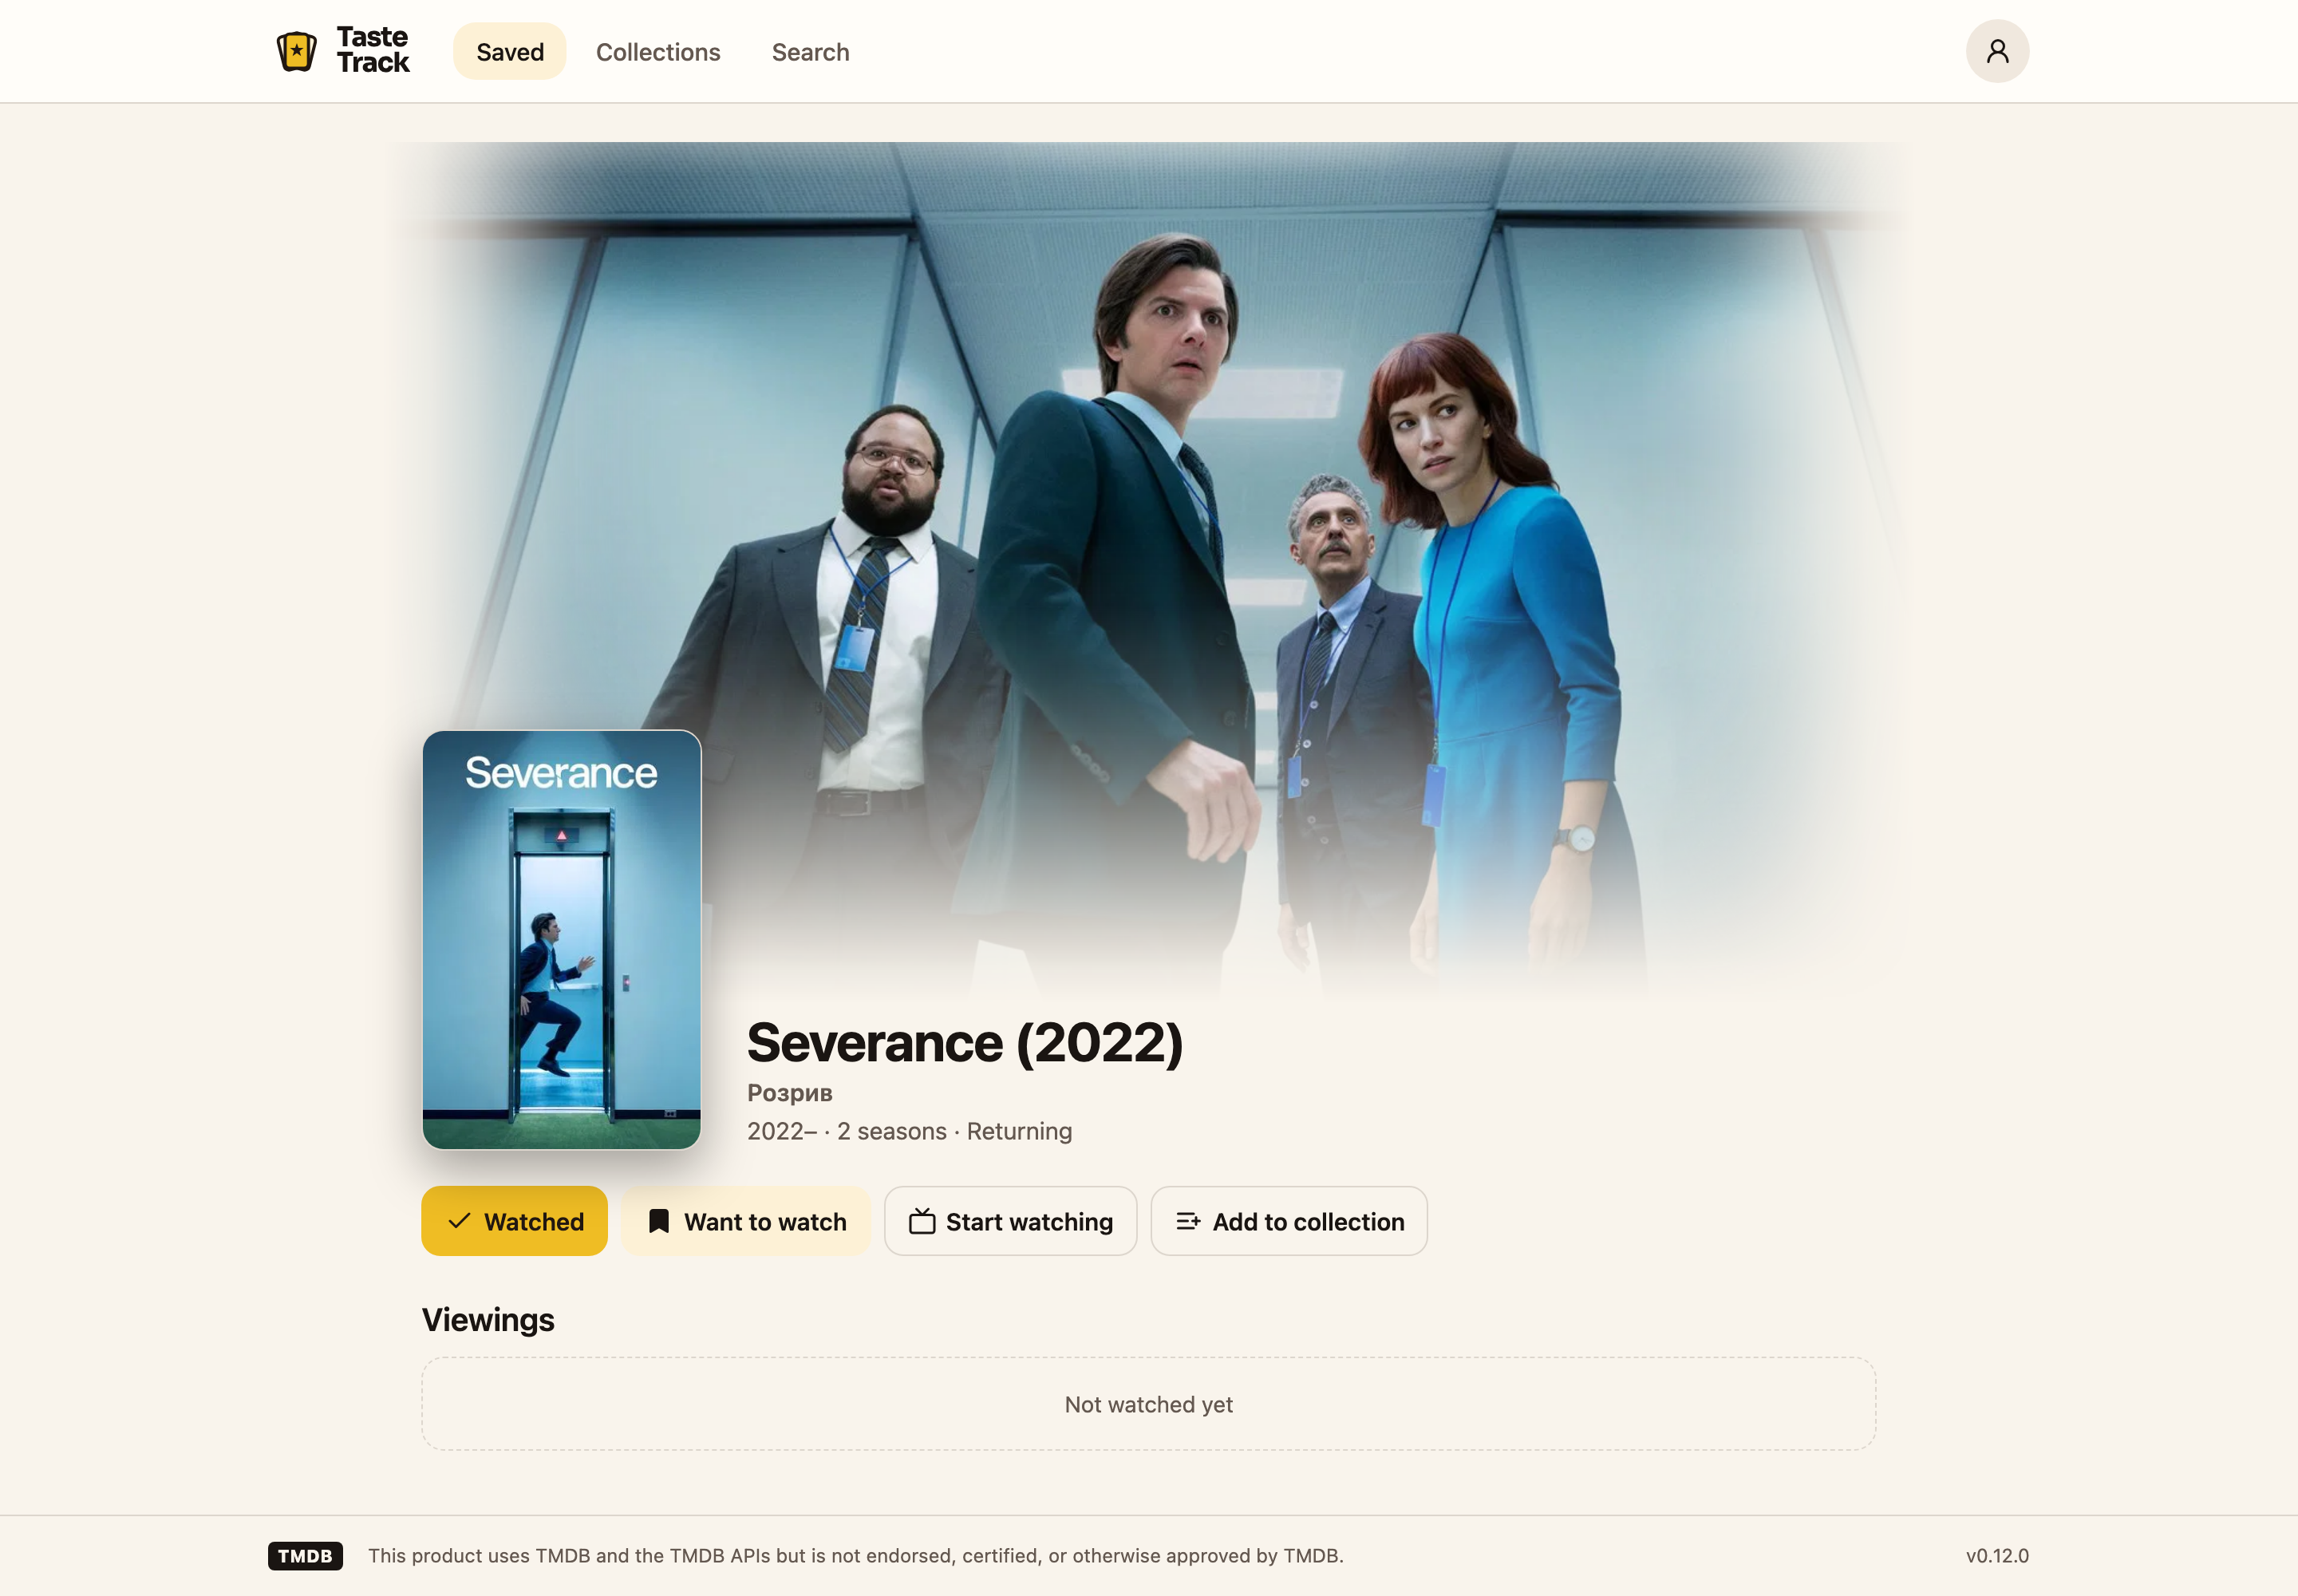 Taste
Track
Saved
Collections
Search
Severance
Severance (2022)
Розрив
2022– · 2 seasons · Returning
Watched
Want to watch
Start watching
Add to collection
Viewings
Not watched yet
TMDB
This product uses TMDB and the TMDB APIs but is not endorsed, certified, or otherwise approved by TMDB.
v0.12.0